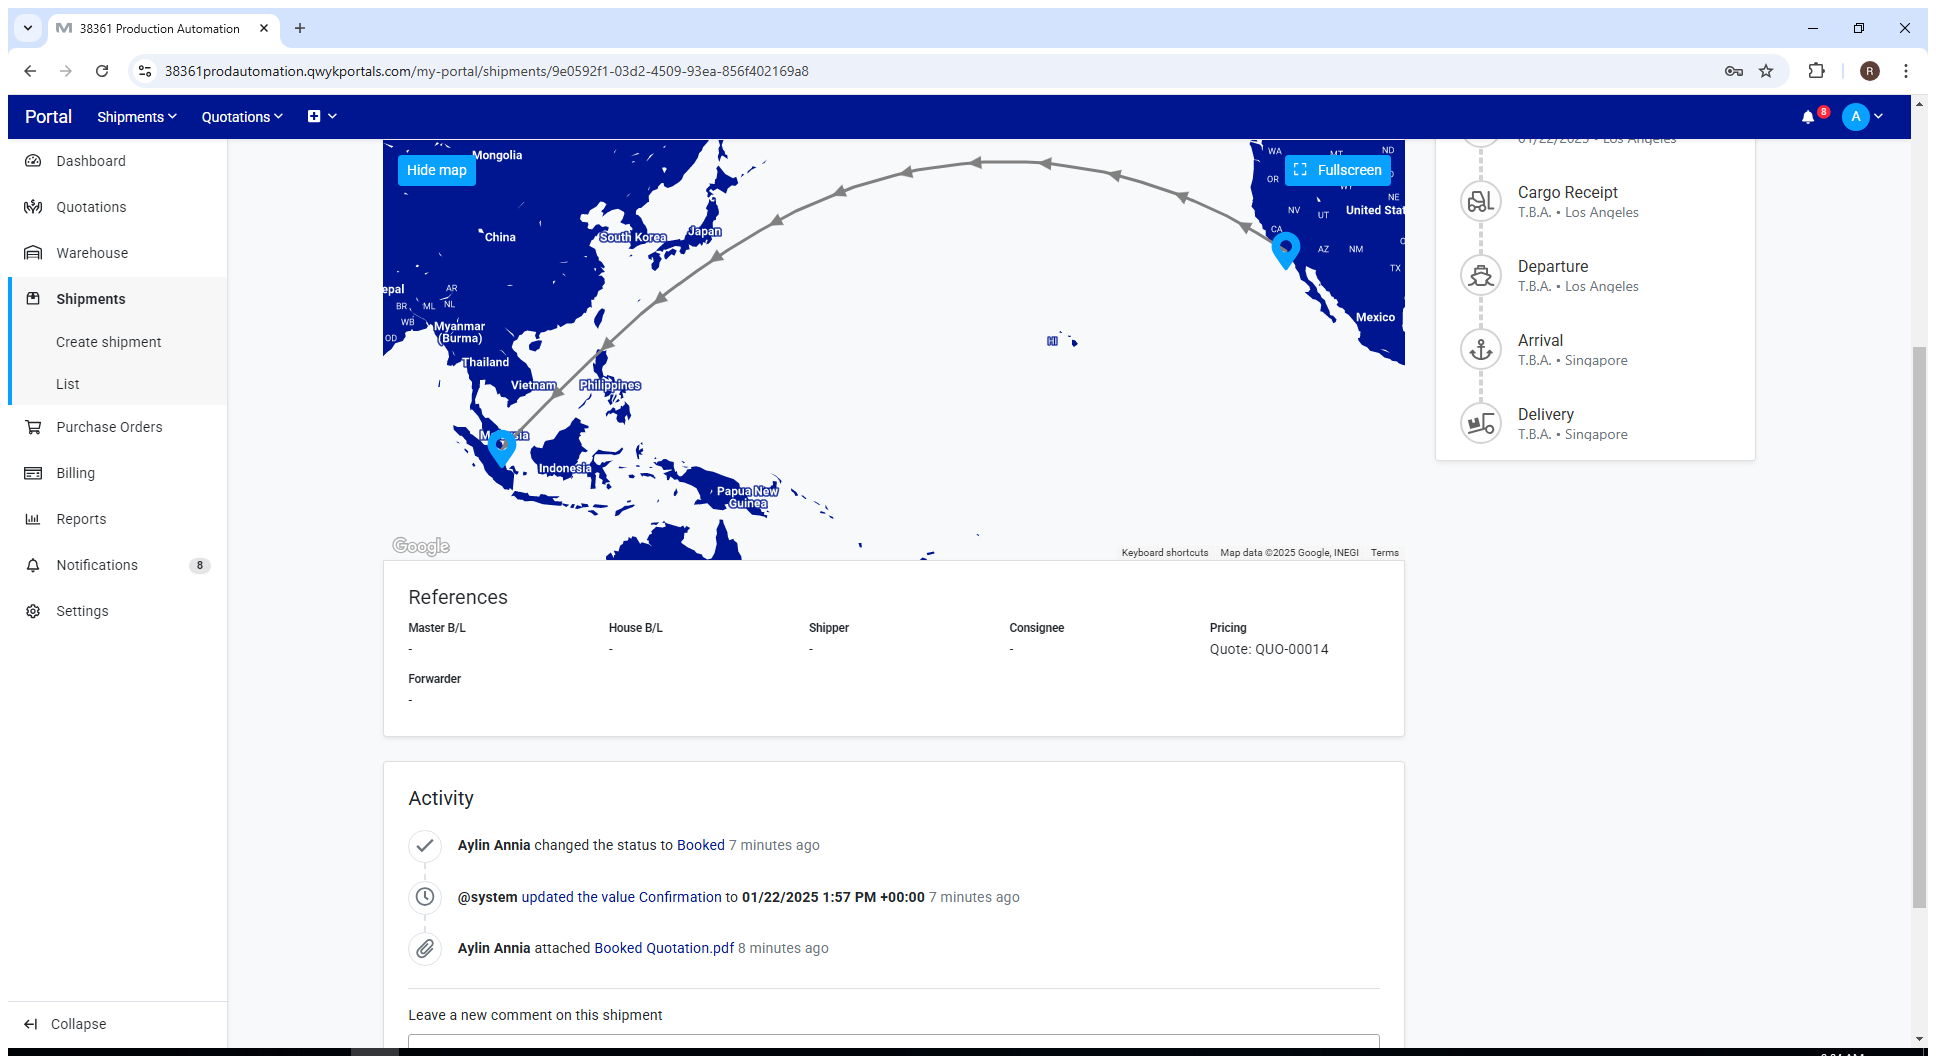 38361 Production Automation
38361prodautomation.qwykportals.com/my-portal/shipments/9e0592f1-03d2-4509-93ea-856f402169a8
R
Portal
Shipments
Quotations
8
A
Dashboard
Quotations
Warehouse
Shipments
Create shipment
List
Purchase Orders
Billing
Reports
Notifications
8
Settings
Collapse
Hide map
Fullscreen
Mongolia
China
South Korea
Japan
epal
AR
BR
ML
NL
WB
OD
Myanmar
(Burma)
Thailand
Vietnam
Philippines
Indonesia
Papua New
Guinea
HI
WA
MT
ND
OR
WY
NE
NV
UT
United Stat
CA
AZ
NM
TX
Mexico
Google
Keyboard shortcuts
Map data ©2025 Google, INEGI
Terms
01/22/2025 • Los Angeles
Cargo Receipt
T.B.A. • Los Angeles
Departure
T.B.A. • Los Angeles
Arrival
T.B.A. • Singapore
Delivery
T.B.A. • Singapore
References
Master B/L
House B/L
Shipper
Consignee
Pricing
-
-
-
-
Quote: QUO-00014
Forwarder
-
Activity
Aylin Annia changed the status to Booked 7 minutes ago
@system updated the value Confirmation to 01/22/2025 1:57 PM +00:00 7 minutes ago
Aylin Annia attached Booked Quotation.pdf 8 minutes ago
Leave a new comment on this shipment